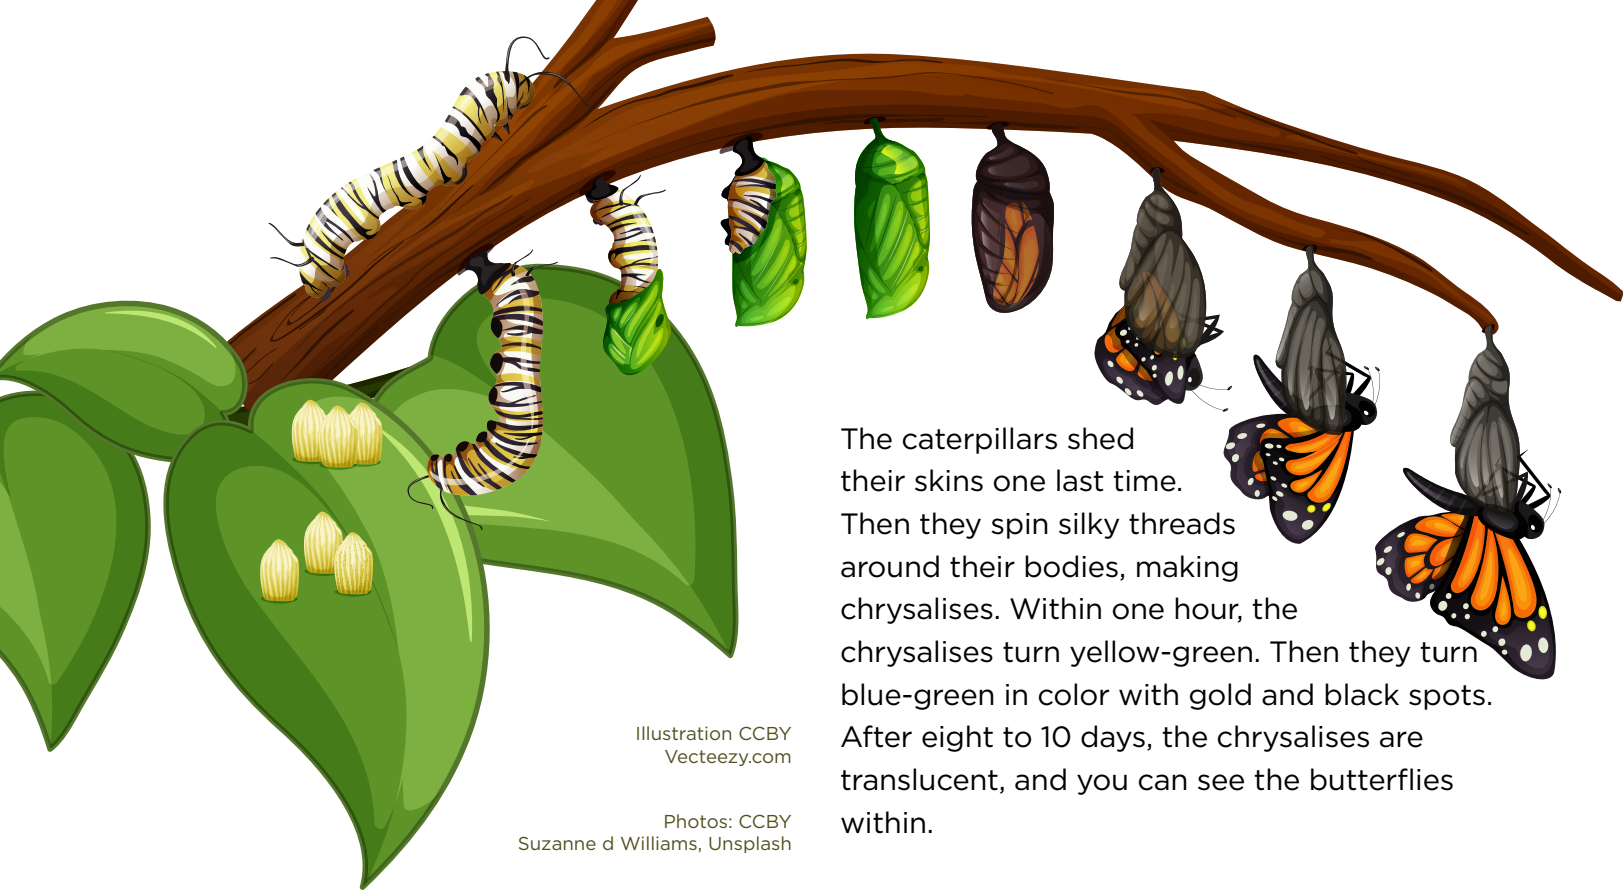 The caterpillars shed
their skins one last time.
Then they spin silky threads
around their bodies, making
chrysalises. Within one hour, the
chrysalises turn yellow-green. Then they turn
blue-green in color with gold and black spots.
After eight to 10 days, the chrysalises are
translucent, and you can see the butterflies
within.
Illustration CCBY
Vecteezy.com
Photos: CCBY
Suzanne d Williams, Unsplash